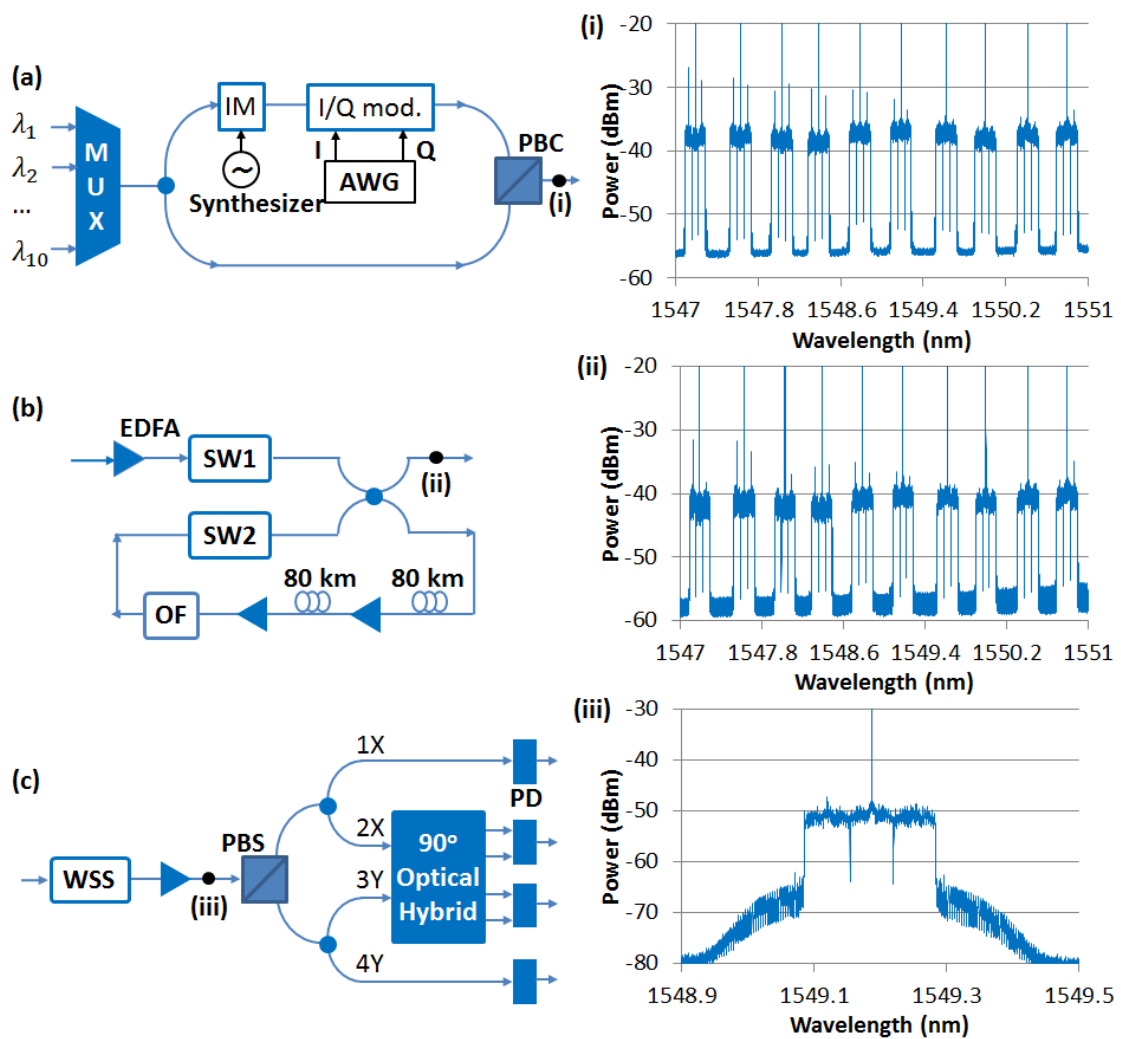 (a)
λ1
λ2
...
λ10
MUX
IM
I/Q mod.
I
Q
AWG
Synthesizer
PBC
(i)
(i)
-20
-30
-40
-50
-60
Power (dBm)
1547 1547.8 1548.6 1549.4 1550.2 1551
Wavelength (nm)
(b)
EDFA
SW1
(ii)
SW2
80 km
80 km
OF
(ii)
-20
-30
-40
-50
-60
Power (dBm)
1547 1547.8 1548.6 1549.4 1550.2 1551
Wavelength (nm)
(c)
WSS
(iii)
PBS
1X
2X
3Y
4Y
90° Optical Hybrid
PD
(iii)
-30
-40
-50
-60
-70
-80
Power (dBm)
1548.9 1549.1 1549.3 1549.5
Wavelength (nm)